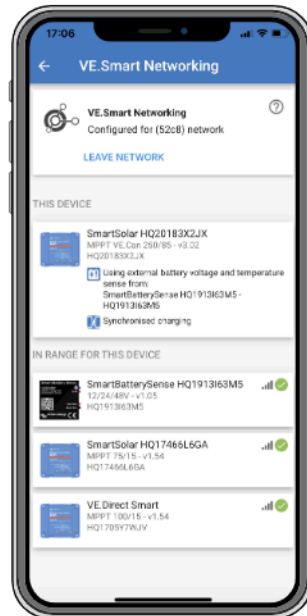 17:06
VE.Smart Networking
VE.Smart Networking
Configured for (52c8) network
LEAVE NETWORK
THIS DEVICE
SmartSolar HQ20183X2JX
MPPT VE.Can 250/85 - v3.02
HQ20183X2JX
Using external battery voltage and temperature
sense from:
SmartBatterySense HQ1913I63M5 -
HQ1913I63M5
Synchronised charging
IN RANGE FOR THIS DEVICE
SmartBatterySense HQ1913I63M5
12/24/48V - v1.05
HQ1913I63M5
SmartSolar HQ17466L6GA
MPPT 75/15 - v1.54
HQ17466L6GA
VE.Direct Smart
MPPT 100/15 - v1.54
HQ1705Y7WJV